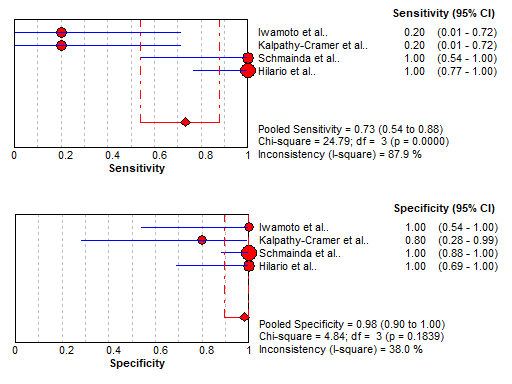 Sensitivity (95% CI)
Iwamoto et al.. 0.20 (0.01 - 0.72)
Kalpathy-Cramer et al.. 0.20 (0.01 - 0.72)
Schmainda et al.. 1.00 (0.54 - 1.00)
Hilario et al.. 1.00 (0.77 - 1.00)
Pooled Sensitivity = 0.73 (0.54 to 0.88)
Chi-square = 24.79; df = 3 (p = 0.0000)
Inconsistency (I-square) = 87.9 %
0 0.2 0.4 0.6 0.8 1
Sensitivity
Specificity (95% CI)
Iwamoto et al.. 1.00 (0.54 - 1.00)
Kalpathy-Cramer et al.. 0.80 (0.28 - 0.99)
Schmainda et al.. 1.00 (0.88 - 1.00)
Hilario et al.. 1.00 (0.69 - 1.00)
Pooled Specificity = 0.98 (0.90 to 1.00)
Chi-square = 4.84; df = 3 (p = 0.1839)
Inconsistency (I-square) = 38.0 %
0 0.2 0.4 0.6 0.8 1
Specificity